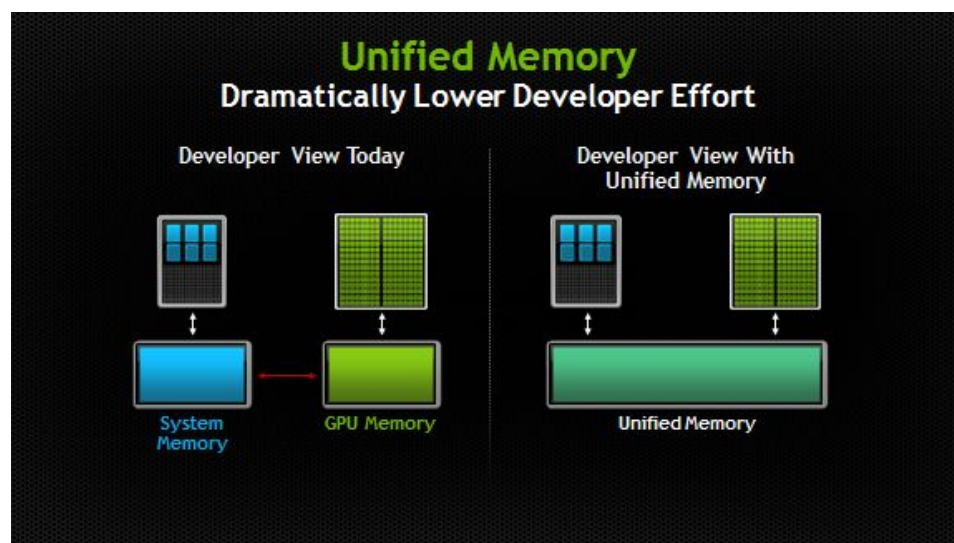 Unified Memory
Dramatically Lower Developer Effort
Developer View Today
Developer View With
Unified Memory
System
Memory
GPU Memory
Unified Memory